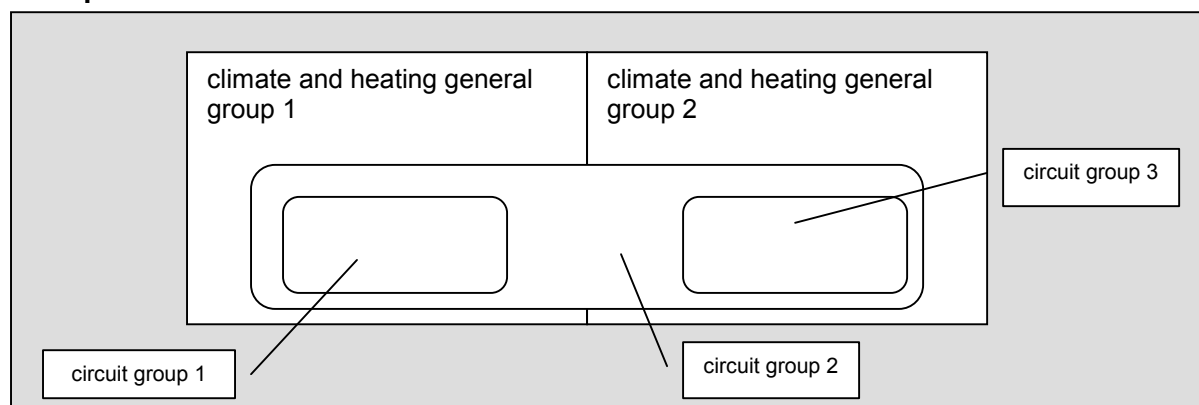 climate and heating general
group 1
climate and heating general
group 2
circuit group 3
circuit group 1
circuit group 2